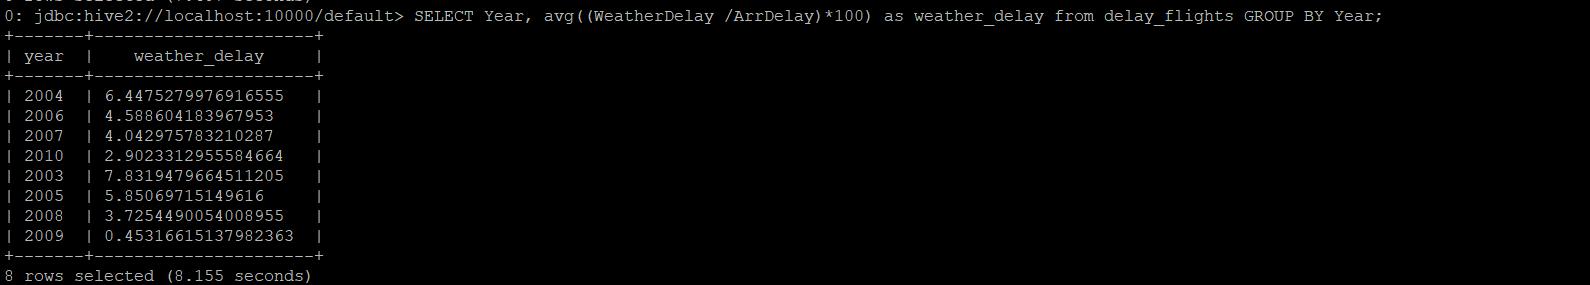 0: jdbc:hive2://localhost:10000/default> SELECT Year, avg((WeatherDelay /ArrDelay)*100) as weather_delay from delay_flights GROUP BY Year;
+-------+----------------------+
| year  |    weather_delay     |
+-------+----------------------+
| 2004  | 6.4475279976916555   |
| 2006  | 4.588604183967953    |
| 2007  | 4.042975783210287    |
| 2010  | 2.9023312955584664   |
| 2003  | 7.8319479664511205   |
| 2005  | 5.85069715149616     |
| 2008  | 3.7254490054008955   |
| 2009  | 0.45316615137982363  |
+-------+----------------------+
8 rows selected (8.155 seconds)